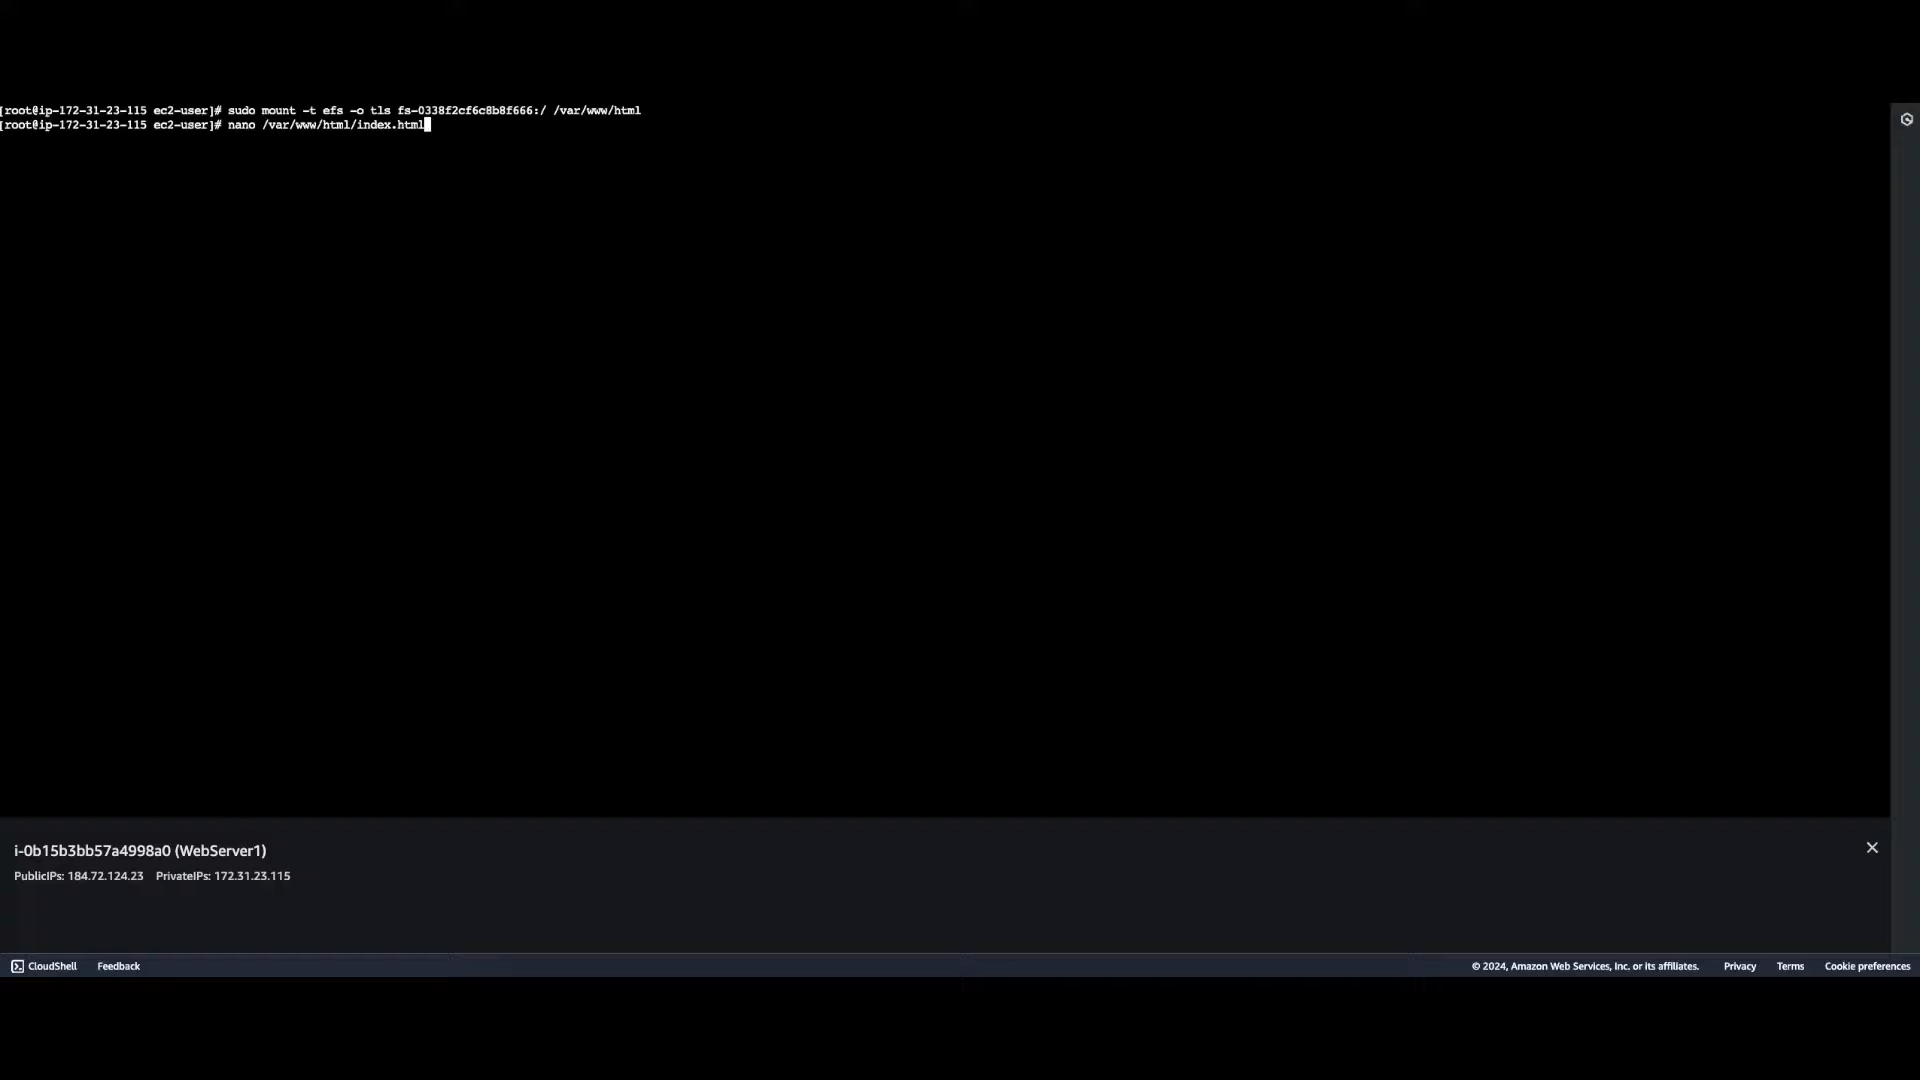 [root@ip-172-31-23-115 ec2-user]# sudo mount -t efs -o tls fs-0338f2cf6c8b8f666:/ /var/www/html
[root@ip-172-31-23-115 ec2-user]# nano /var/www/html/index.html
i-0b15b3bb57a4998a0 (WebServer1)
PublicIPs: 184.72.124.23 PrivateIPs: 172.31.23.115
CloudShell Feedback © 2024, Amazon Web Services, Inc. or its affiliates. Privacy Terms Cookie preferences